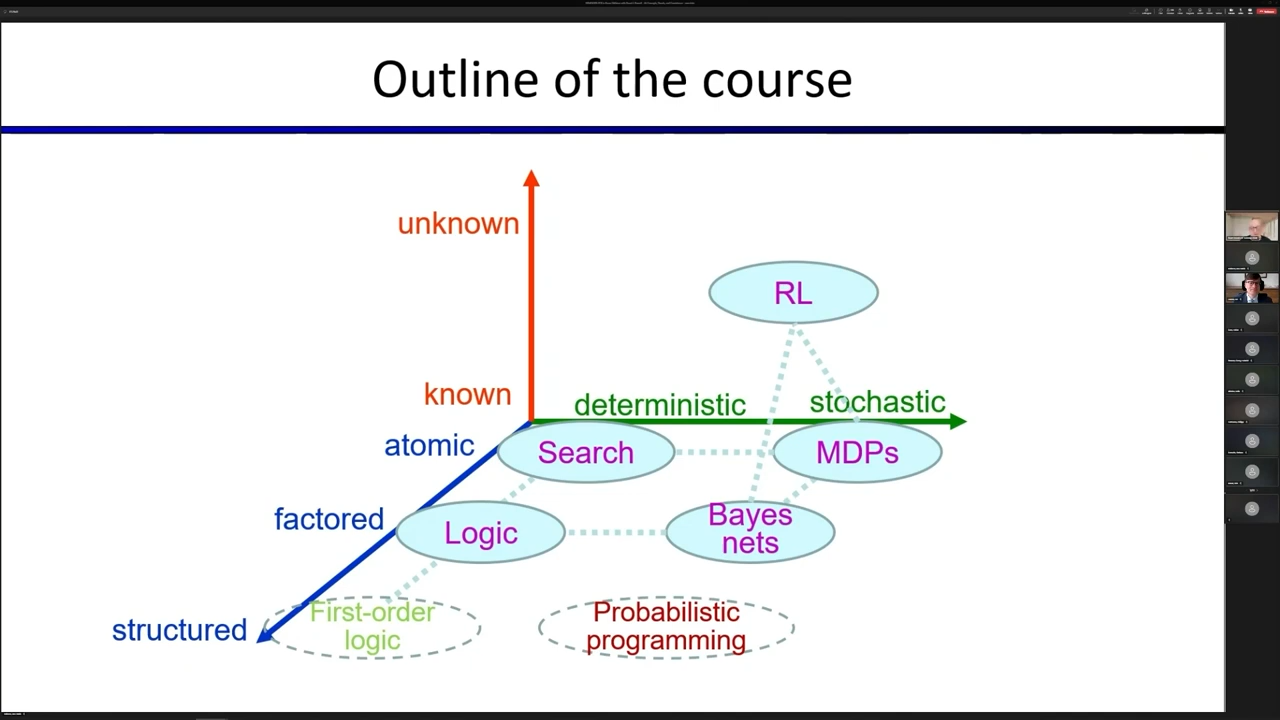 Outline of the course
unknown
RL
known
deterministic
stochastic
atomic
Search
MDPs
factored
Logic
Bayes
nets
structured
First-order
logic
Probabilistic
programming